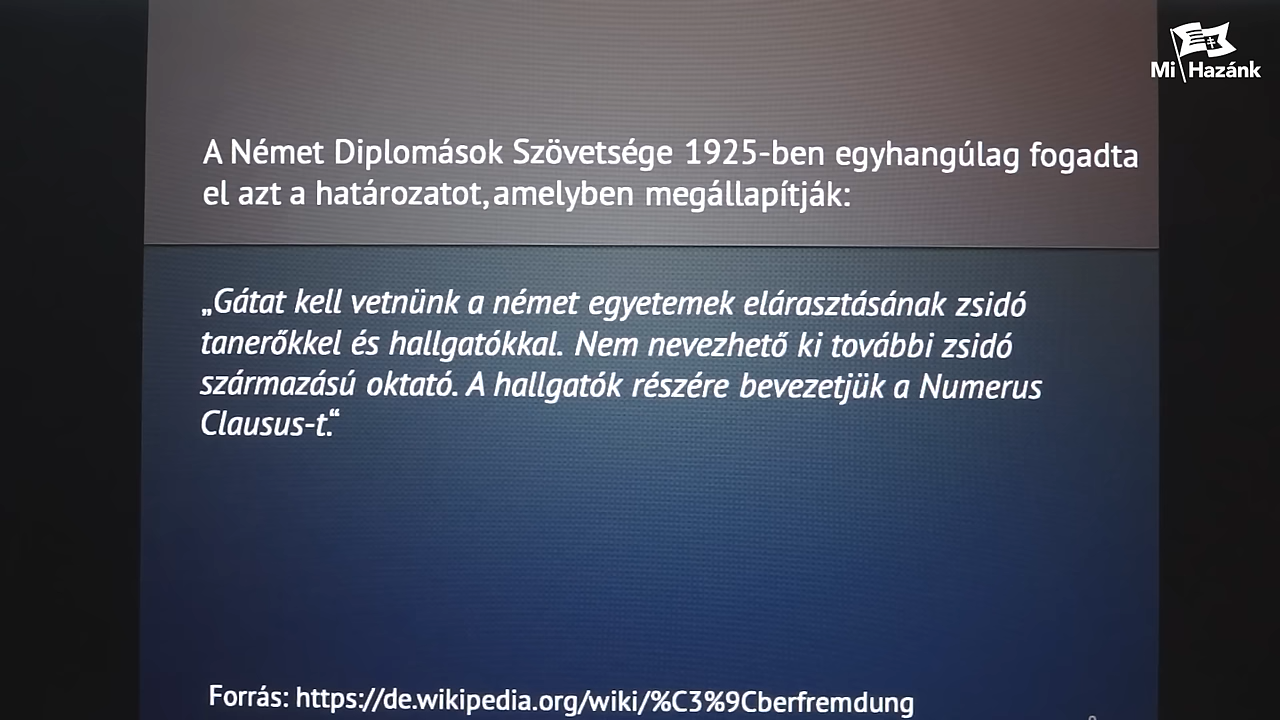 Mi Hazánk
A Német Diplomások Szövetsége 1925-ben egyhangúlag fogadta
el azt a határozatot, amelyben megállapítják:
„Gátat kell vetnünk a német egyetemek elárasztásának zsidó
tanerőkkel és hallgatókkal. Nem nevezhető ki további zsidó
származású oktató. A hallgatók részére bevezetjük a Numerus
Clausus-t.“
Forrás: https://de.wikipedia.org/wiki/%C3%9Cberfremdung